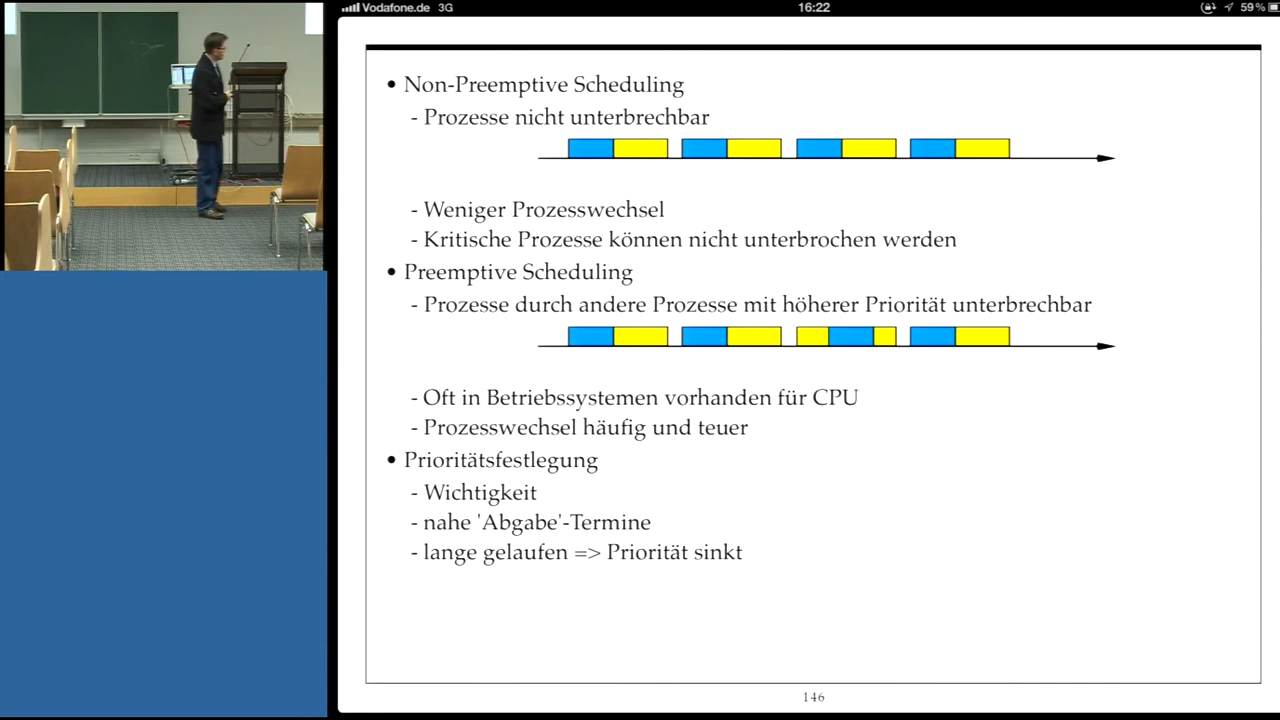 Vodafone.de 3G 16:22 59%
• Non-Preemptive Scheduling
- Prozesse nicht unterbrechbar
- Weniger Prozesswechsel
- Kritische Prozesse können nicht unterbrochen werden
• Preemptive Scheduling
- Prozesse durch andere Prozesse mit höherer Priorität unterbrechbar
- Oft in Betriebssystemen vorhanden für CPU
- Prozesswechsel häufig und teuer
• Prioritätsfestlegung
- Wichtigkeit
- nahe 'Abgabe'-Termine
- lange gelaufen => Priorität sinkt
146